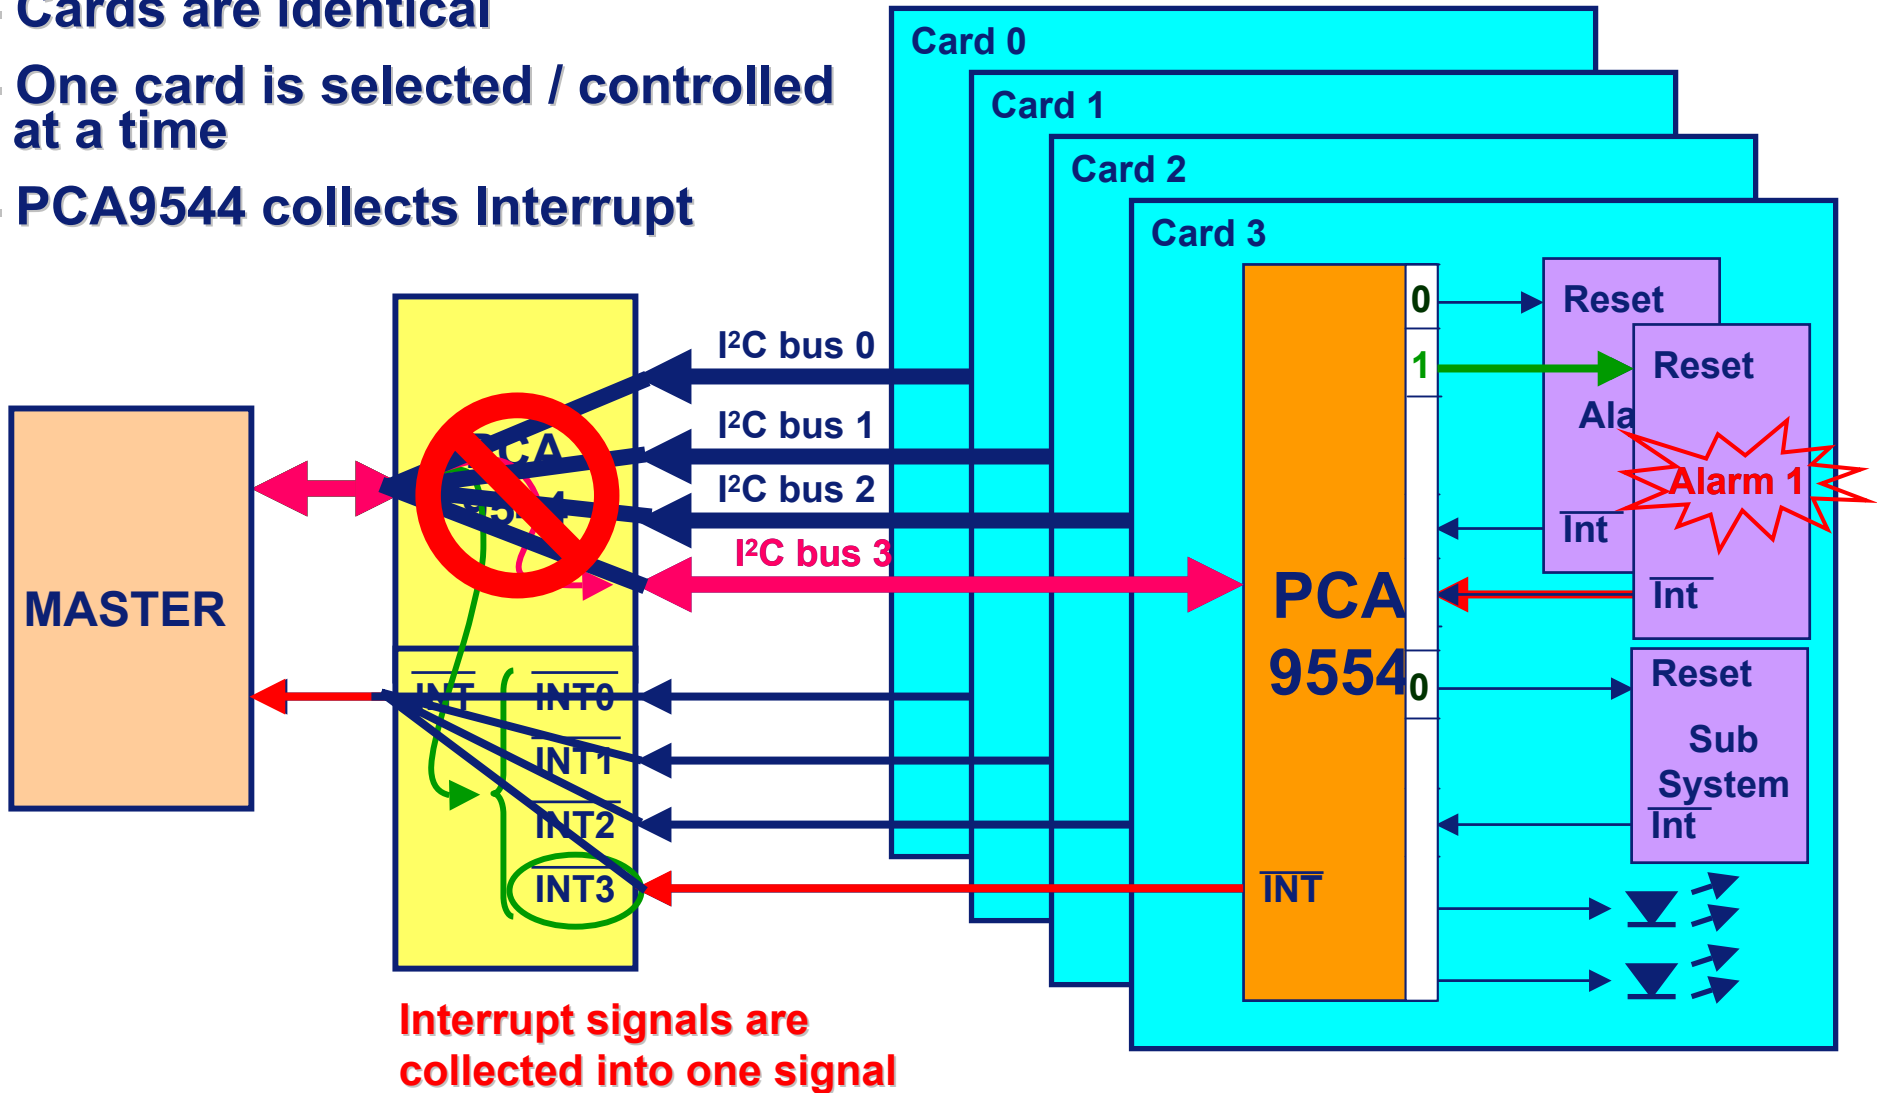 Cards are identical
One card is selected / controlled
at a time
PCA9544 collects Interrupt
Card 0
Card 1
Card 2
Card 3
I²C bus 0
I²C bus 1
I²C bus 2
I²C bus 3
MASTER
PCA
9544
INT
INT0
INT1
INT2
INT3
PCA
9554
INT
0
1
0
Reset
Ala
Int
Reset
Alarm 1
Int
Reset
Sub
System
Int
Interrupt signals are
collected into one signal